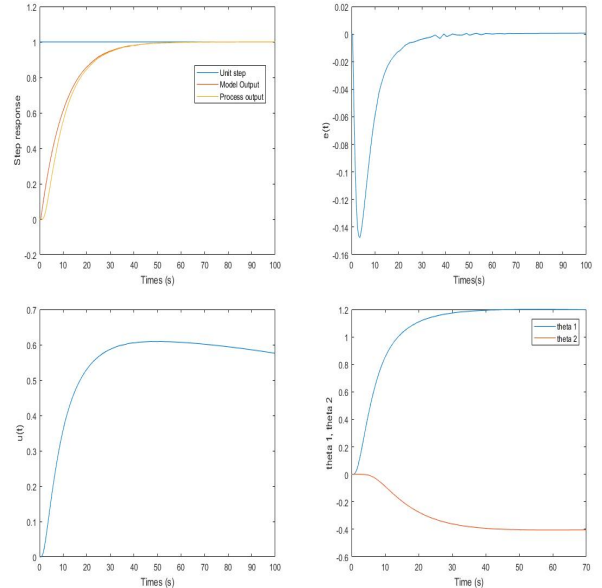 1.2
1
0.8
0.6
0.4
0.2
0
-0.2
Step response
Unit step
Model Output
Process output
0 10 20 30 40 50 60 70 80 90 100
Times (s)
0.02
0
-0.02
-0.04
-0.06
-0.08
-0.1
-0.12
-0.14
-0.16
e(t)
0 10 20 30 40 50 60 70 80 90 100
Times(s)
0.7
0.6
0.5
0.4
0.3
0.2
0.1
0
u(t)
0 10 20 30 40 50 60 70 80 90 100
Times (s)
1.2
1
0.8
0.6
0.4
0.2
0
-0.2
-0.4
-0.6
theta 1, theta 2
theta 1
theta 2
0 10 20 30 40 50 60 70
Time (s)